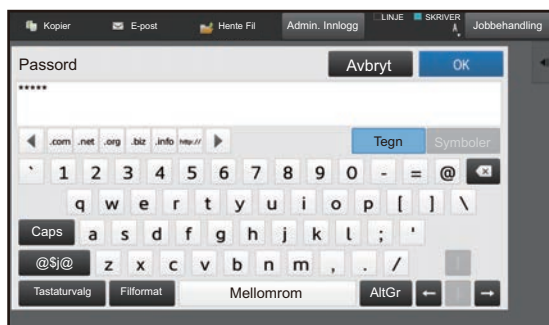 Kopier E-post Hente Fil Admin. Innlogg LINJE SKRIVER Jobbehandling
Passord Avbryt OK
*****
.com .net .org .biz .info http:// Tegn Symboler
` 1 2 3 4 5 6 7 8 9 0 - = @
q w e r t y u i o p [ ] \
Caps a s d f g h j k l ; '
@$j@ z x c v b n m , . /
Tastaturvalg Filformat Mellomrom AltGr ← →